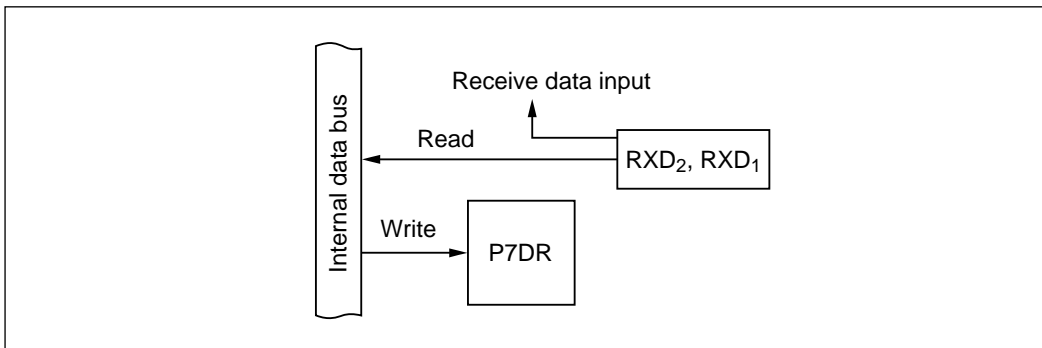 Internal data bus
Receive data input
Read
RXD₂, RXD₁
Write
P7DR